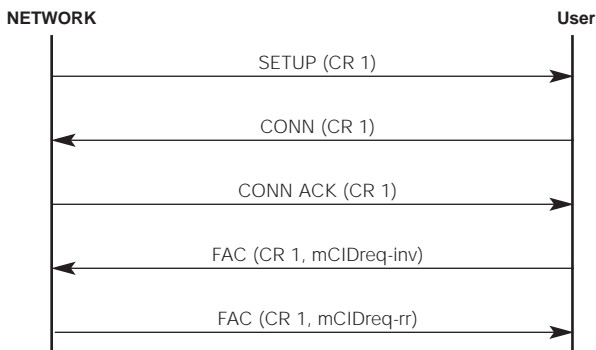 NETWORK User
SETUP (CR 1)
CONN (CR 1)
CONN ACK (CR 1)
FAC (CR 1, mCIDreq-inv)
FAC (CR 1, mCIDreq-rr)